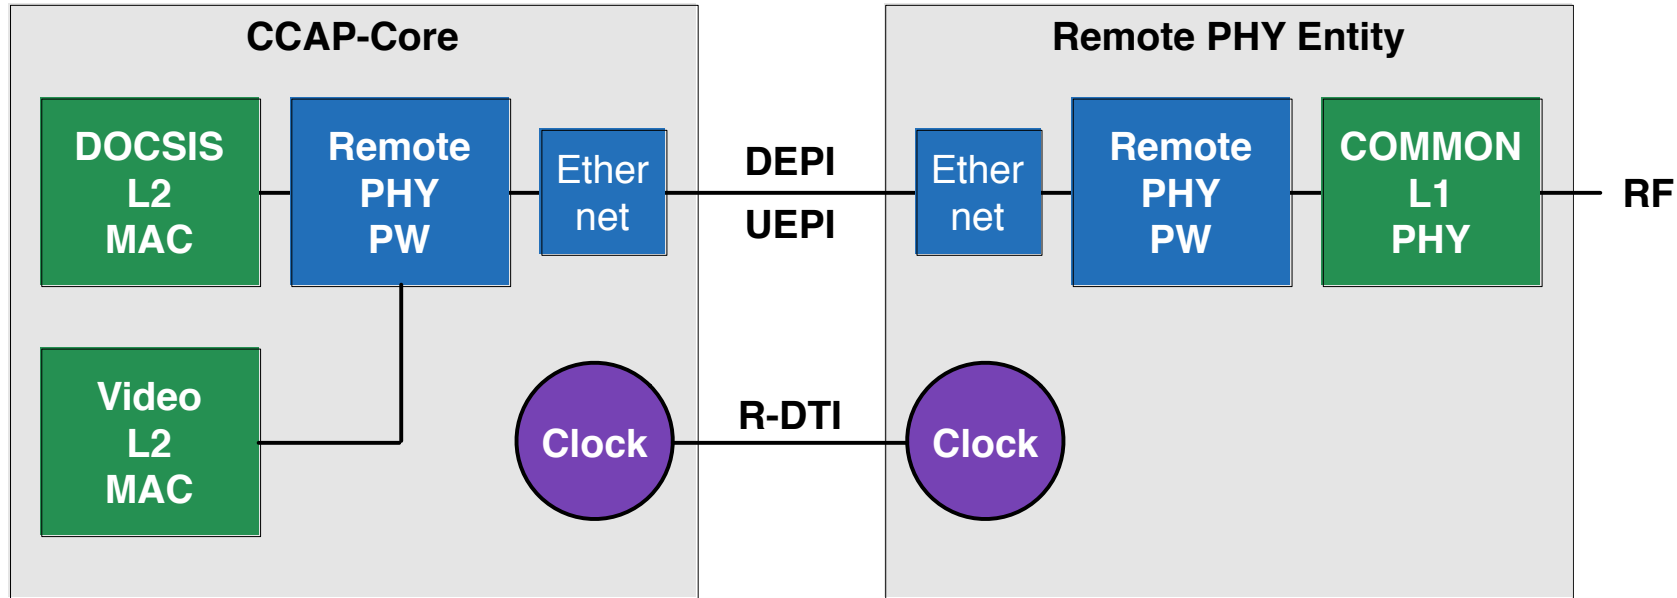 CCAP-Core
Remote PHY Entity
DOCSIS
L2
MAC
Remote
PHY
PW
Ether
net
DEPI
UEPI
Ether
net
Remote
PHY
PW
COMMON
L1
PHY
RF
Video
L2
MAC
Clock
R-DTI
Clock